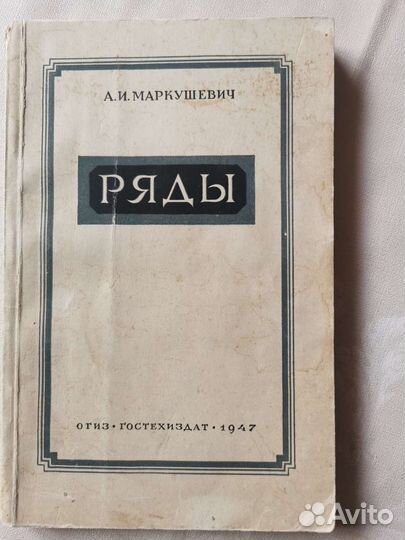 А.И. МАРКУШЕВИЧ
РЯДЫ
ОГИЗ • ГОСТЕХИЗДАТ • 1947
Avito